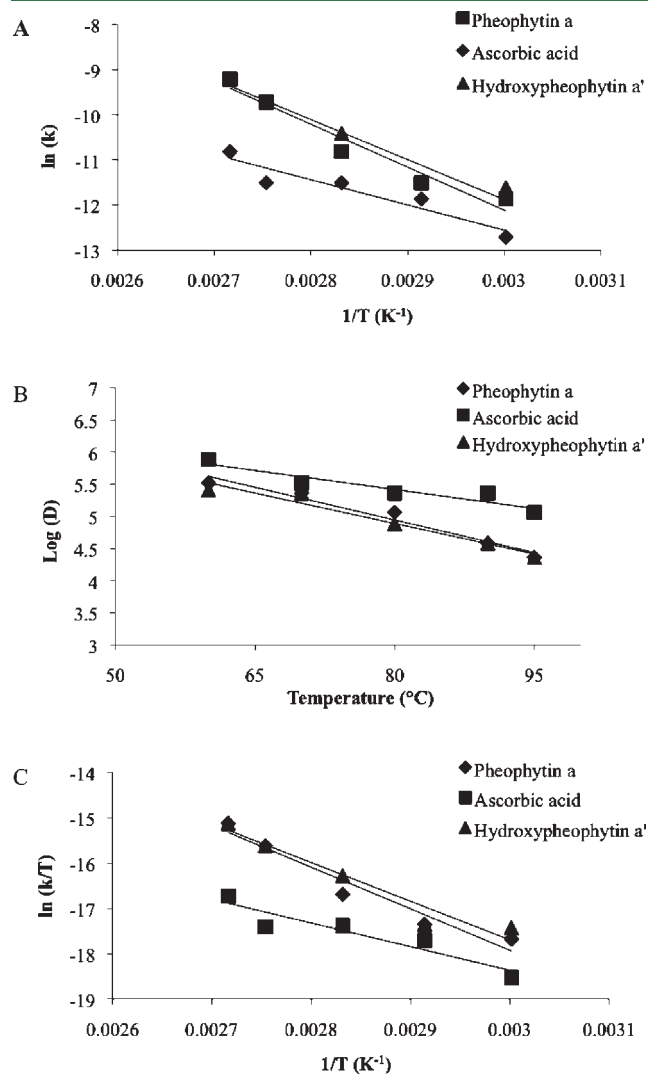 A
-8
-9
-10
-11
-12
-13
ln (k)
Pheophytin a
Ascorbic acid
Hydroxypheophytin a'
0.0026 0.0027 0.0028 0.0029 0.003 0.0031
1/T (K-1)
B
7
6.5
6
5.5
5
4.5
4
3.5
3
Log (D)
Pheophytin a
Ascorbic acid
Hydroxypheophytin a'
50 65 80 95
Temperature (°C)
C
-14
-15
-16
-17
-18
-19
ln (k/T)
Pheophytin a
Ascorbic acid
Hydroxypheophytin a'
0.0026 0.0027 0.0028 0.0029 0.003 0.0031
1/T (K-1)